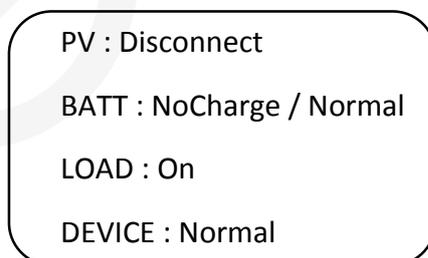 PV : Disconnect
BATT : NoCharge / Normal
LOAD : On
DEVICE : Normal